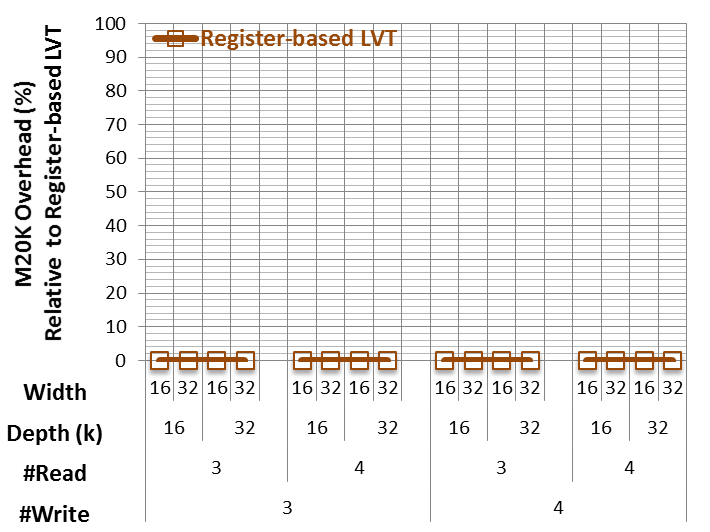 M20K Overhead (%)
Relative to Register-based LVT
100
90
80
70
60
50
40
30
20
10
0
Register-based LVT
Width
16 32 16 32 16 32 16 32 16 32 16 32 16 32 16 32
Depth (k)
16 32 16 32 16 32 16 32
#Read
3 4 3 4
#Write
3 4